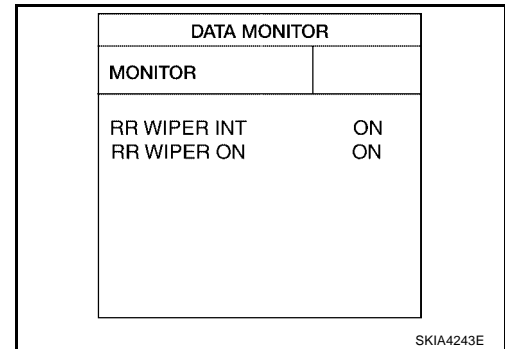 DATA MONITOR
MONITOR
RR WIPER INT ON
RR WIPER ON ON
SKIA4243E